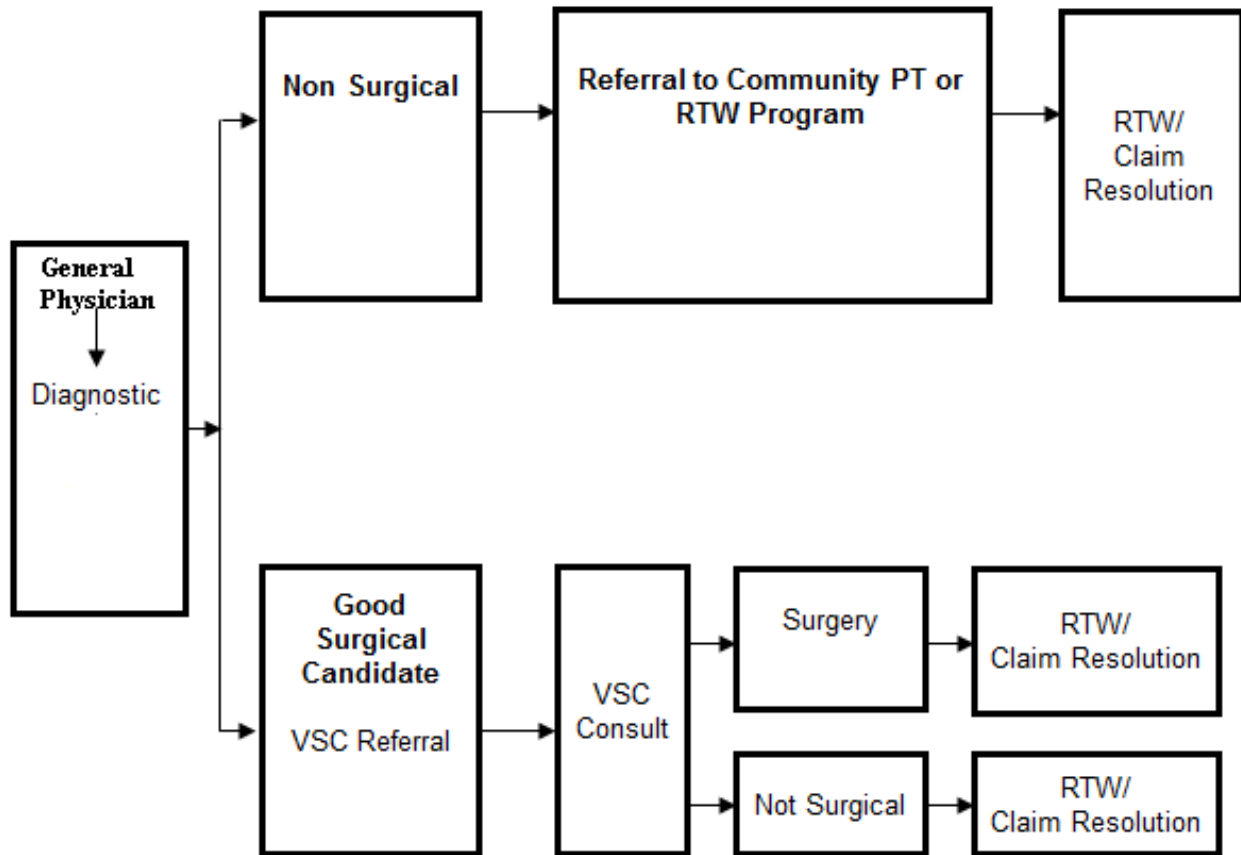 Non Surgical
Referral to Community PT or
RTW Program
RTW/
Claim
Resolution
General
Physician
Diagnostic
Good
Surgical
Candidate
VSC Referral
VSC
Consult
Surgery
RTW/
Claim Resolution
Not Surgical
RTW/
Claim Resolution